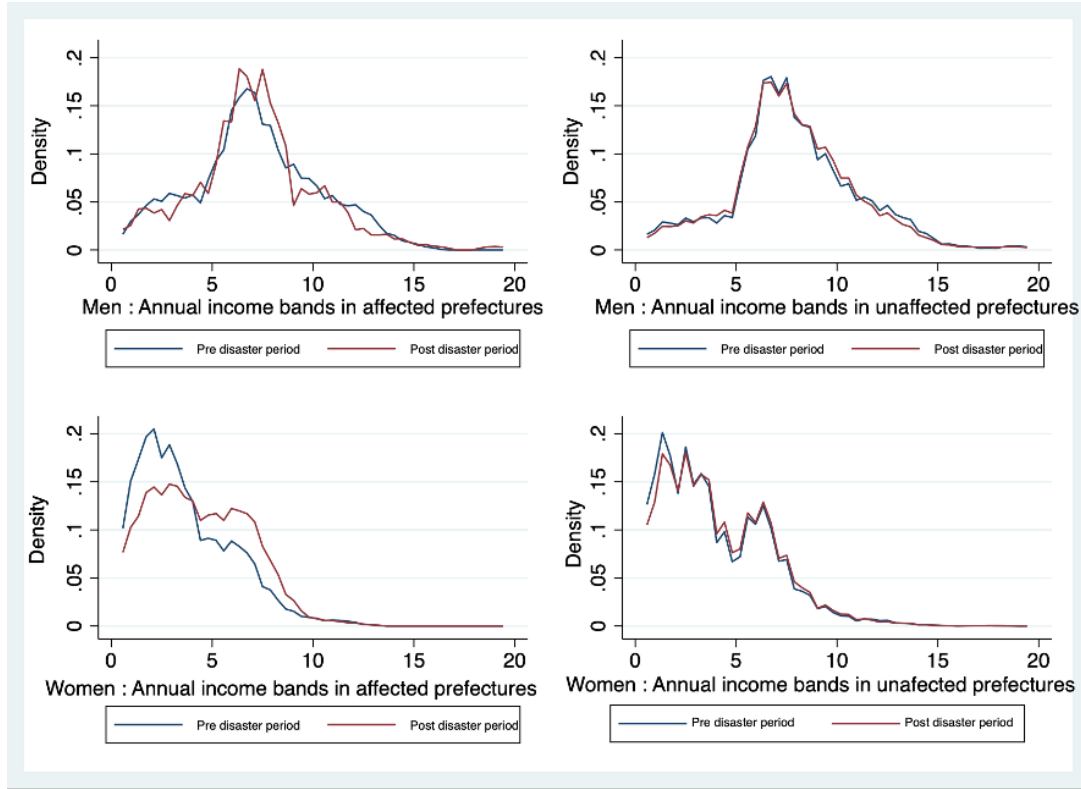 Density
.2
.15
.1
.05
0
0 5 10 15 20
Men : Annual income bands in affected prefectures
Pre disaster period Post disaster period
Density
.2
.15
.1
.05
0
0 5 10 15 20
Men : Annual income bands in unaffected prefectures
Pre disaster period Post disaster period
Density
.2
.15
.1
.05
0
0 5 10 15 20
Women : Annual income bands in affected prefectures
Pre disaster period Post disaster period
Density
.2
.15
.1
.05
0
0 5 10 15 20
Women : Annual income bands in unafected prefectures
Pre disaster period Post disaster period